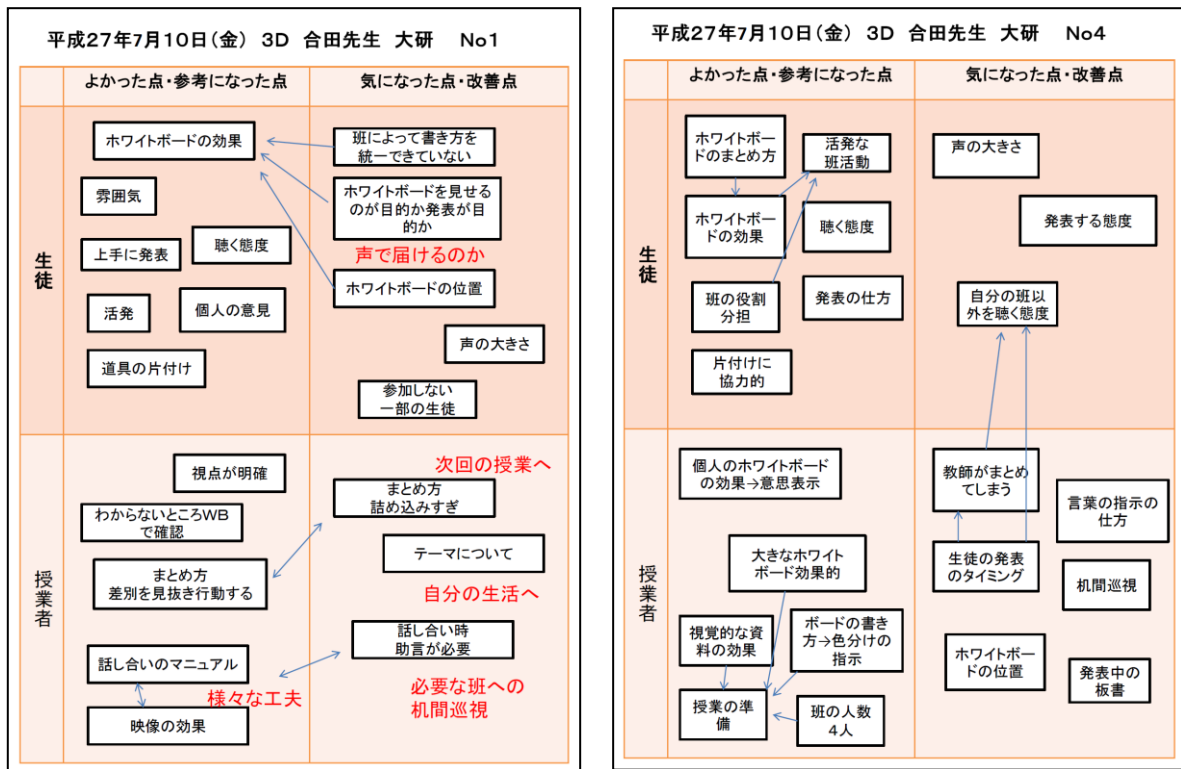 平成27年7月10日(金) 3D 合田先生 大研 No1
よかった点・参考になった点
気になった点・改善点
生徒
ホワイトボードの効果
班によって書き方を
統一できていない
雰囲気
ホワイトボードを見せる
のが目的か発表が目
的か
上手に発表
聴く態度
声で届けるのか
ホワイトボードの位置
活発
個人の意見
声の大きさ
道具の片付け
参加しない
一部の生徒
授業者
視点が明確
次回の授業へ
まとめ方
詰め込みすぎ
わからないところWB
で確認
テーマについて
まとめ方
差別を見抜き行動する
自分の生活へ
話し合い時
助言が必要
話し合いのマニュアル
様々な工夫
必要な班への
机間巡視
映像の効果
平成27年7月10日(金) 3D 合田先生 大研 No4
よかった点・参考になった点
気になった点・改善点
生徒
ホワイトボー
ドのまとめ方
活発な
班活動
声の大きさ
ホワイトボー
ドの効果
聴く態度
発表する態度
班の役割
分担
発表の仕方
自分の班以
外を聴く態度
片付けに
協力的
授業者
個人のホワイトボード
の効果→意思表示
教師がまとめ
てしまう
言葉の指示の
仕方
大きなホワイト
ボード効果的
生徒の発表
のタイミング
机間巡視
視覚的な資
料の効果
ボードの書き
方→色分けの
指示
ホワイトボー
ドの位置
発表中の
板書
授業の準
備
班の人数
4人